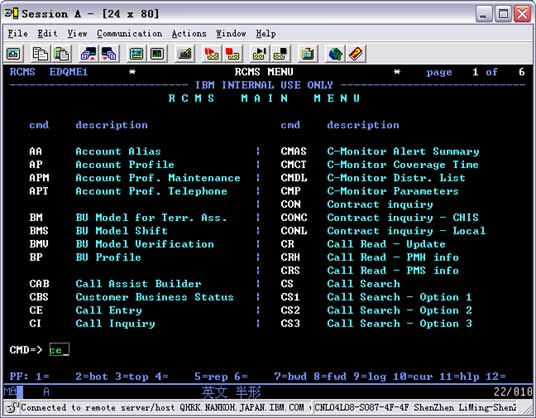 Session A - [24 x 80]
File Edit View Communication Actions Window Help
RCMS EDQME1 * RCMS MENU * page 1 of 6
IBM INTERNAL USE ONLY
R C M S M A I N M E N U
cmd description cmd description
AA Account Alias | CMAS C-Monitor Alert Summary
AP Account Profile | CMCT C-Monitor Coverage Time
APM Account Prof. Maintenance | CMDL C-Monitor Distr. List
APT Account Prof. Telephone | CMP C-Monitor Parameters
CON Contract inquiry
BM BU Model for Terr. Ass. | CONC Contract inquiry - CHIS
BMS BU Model Shift | CONL Contract inquiry - Local
BMV BU Model Verification | CR Call Read - Update
BP BU Profile | CRH Call Read - PMH info
CRS Call Read - PMS info
CAB Call Assist Builder | CS Call Search
CBS Customer Business Status | CS1 Call Search - Option 1
CE Call Entry | CS2 Call Search - Option 2
CI Call Inquiry | CS3 Call Search - Option 3
CMD=> ce_
PF: 1= 2=bot 3=top 4= 5=rep 6= 7=bwd 8=fwd 9=log 10=com 11=hlp 12=
MA A 英文 半形 22/010
Connected to remote server/host QMRK.NANKOH.JAPAN.IBM.COM CNL04L08-S087-4F-4F ShenZhen LiMing-ShenZ